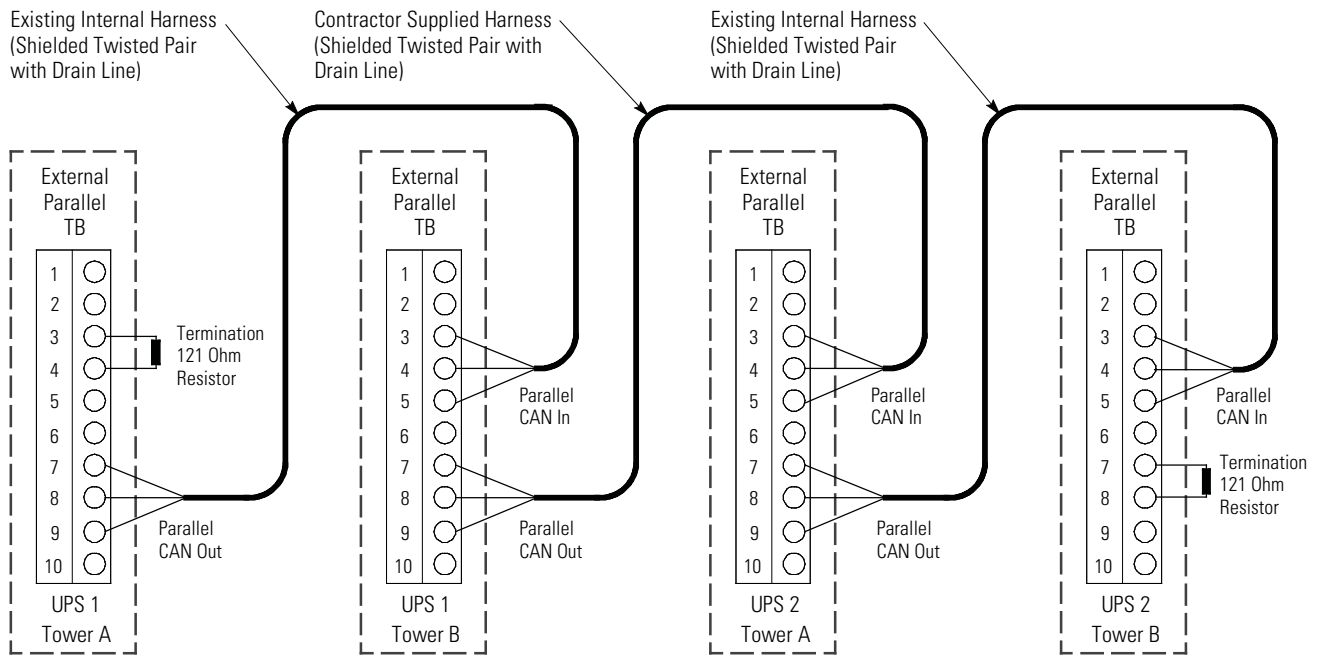 Existing Internal Harness
(Shielded Twisted Pair
with Drain Line)
Contractor Supplied Harness
(Shielded Twisted Pair with
Drain Line)
Existing Internal Harness
(Shielded Twisted Pair
with Drain Line)
External
Parallel
TB
1
2
3
4
5
6
7
8
9
10
Termination
121 Ohm
Resistor
Parallel
CAN Out
UPS 1
Tower A
External
Parallel
TB
1
2
3
4
5
6
7
8
9
10
Parallel
CAN In
Parallel
CAN Out
UPS 1
Tower B
External
Parallel
TB
1
2
3
4
5
6
7
8
9
10
Parallel
CAN In
Parallel
CAN Out
UPS 2
Tower A
External
Parallel
TB
1
2
3
4
5
6
7
8
9
10
Parallel
CAN In
Termination
121 Ohm
Resistor
UPS 2
Tower B